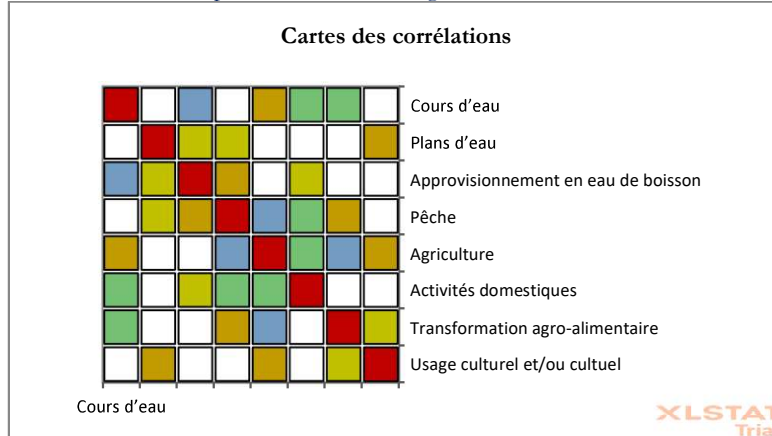 Cartes des corrélations
Cours d'eau
Plans d'eau
Approvisionnement en eau de boisson
Pêche
Agriculture
Activités domestiques
Transformation agro-alimentaire
Usage culturel et/ou cultuel
Cours d'eau
XLSTAT
Tria